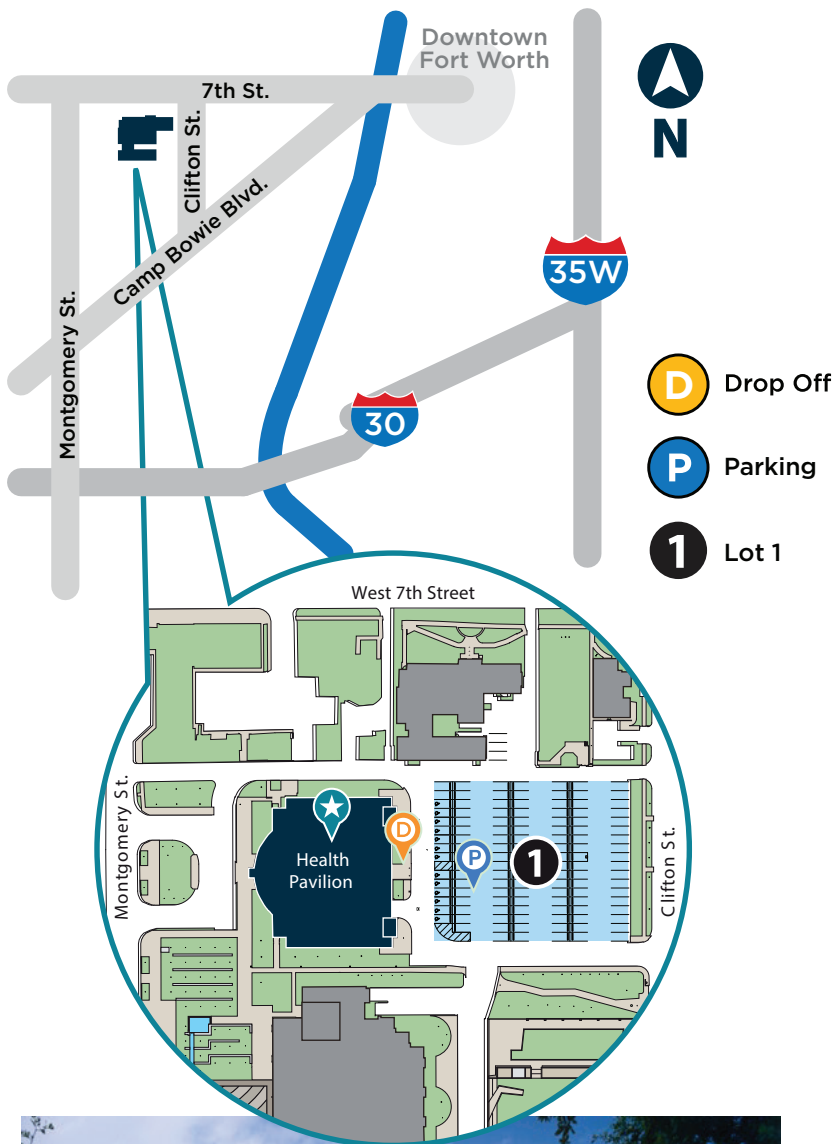 Downtown
Fort Worth
7th St.
N
Clifton St.
Camp Bowie Blvd.
Montgomery St.
35W
30
D Drop Off
P Parking
1 Lot 1
West 7th Street
Montgomery St.
Health
Pavilion
D
P
1
Clifton St.